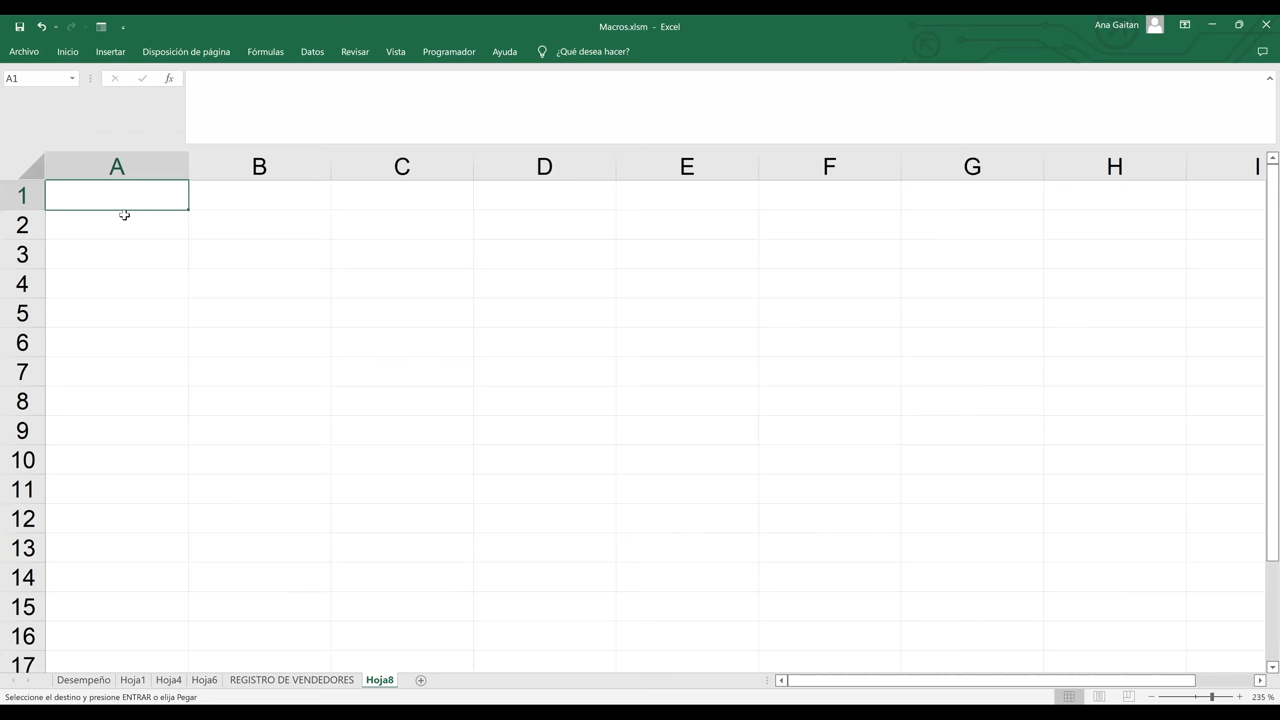 Macros.xlsm - Excel
Ana Gaitan
Archivo Inicio Insertar Disposición de página Fórmulas Datos Revisar Vista Programador Ayuda ¿Qué desea hacer?
A1 fx
A B C D E F G H I
1
2
3
4
5
6
7
8
9
10
11
12
13
14
15
16
17
Desempeño Hoja1 Hoja4 Hoja6 REGISTRO DE VENDEDORES Hoja8
Seleccione el destino y presione ENTRAR o elija Pegar
235 %